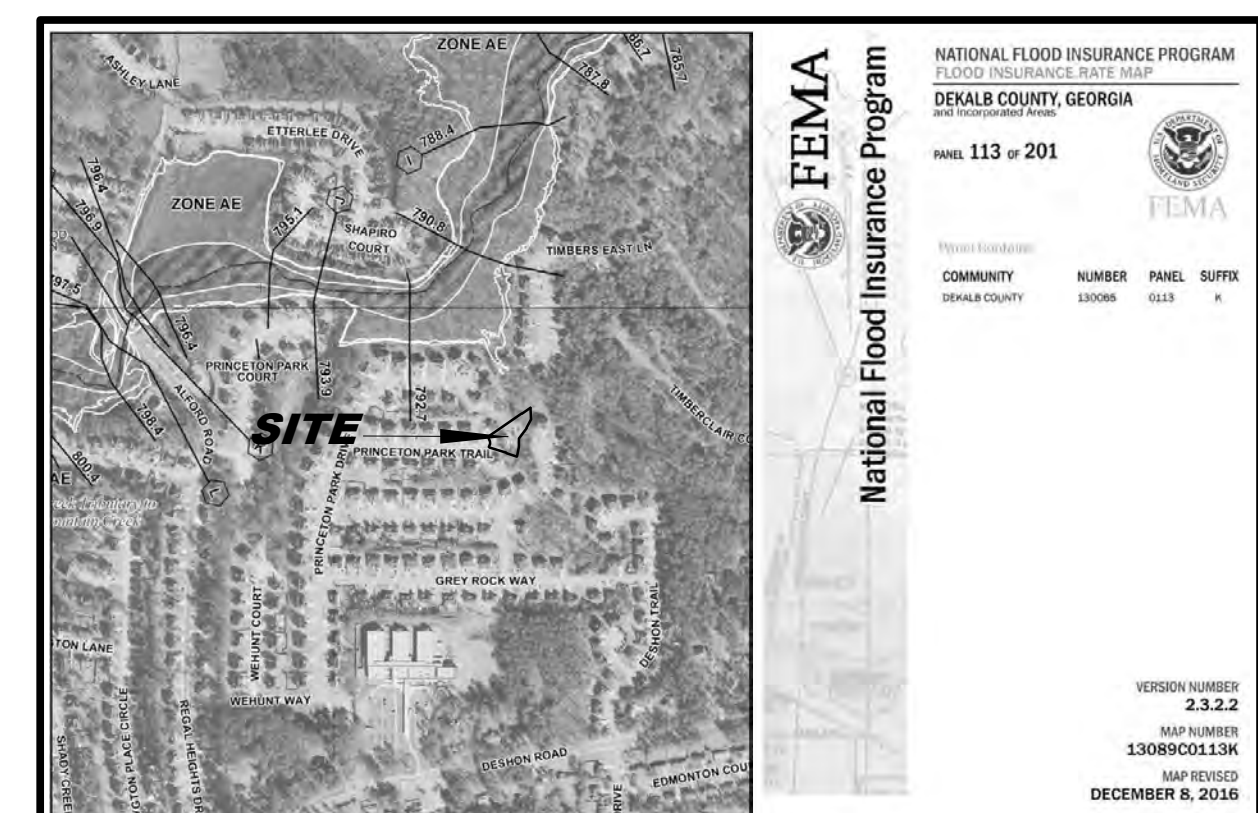 ZONE AE
787.8
785.7
ASHLEY LANE
ETTERLEE DRIVE
788.4
I
796.4
796.9
ZONE AE
795.1
J
SHAPIRO
COURT
790.8
TIMBERS EAST LN
797.5
796.4
PRINCETON PARK
COURT
793.9
792.7
ALFORD ROAD
798.4
SITE
K
PRINCETON PARK TRAIL
PRINCETON PARK DRIVE
800.4
AE
L
GREY ROCK WAY
WEHUNT COURT
DESHON TRAIL
WEHUNT WAY
REGAL HEIGHTS DR
DESHON ROAD
EDMONTON COU
TON LANE
GTON PLACE CIRCLE
SHADY CREE
RIVE
FEMA
National Flood Insurance Program
NATIONAL FLOOD INSURANCE PROGRAM
FLOOD INSURANCE RATE MAP
DEKALB COUNTY, GEORGIA
and Incorporated Areas
PANEL 113 OF 201
FEMA
COMMUNITY NUMBER PANEL SUFFIX
DEKALB COUNTY 130065 0113 K
VERSION NUMBER
2.3.2.2
MAP NUMBER
13089C0113K
MAP REVISED
DECEMBER 8, 2016